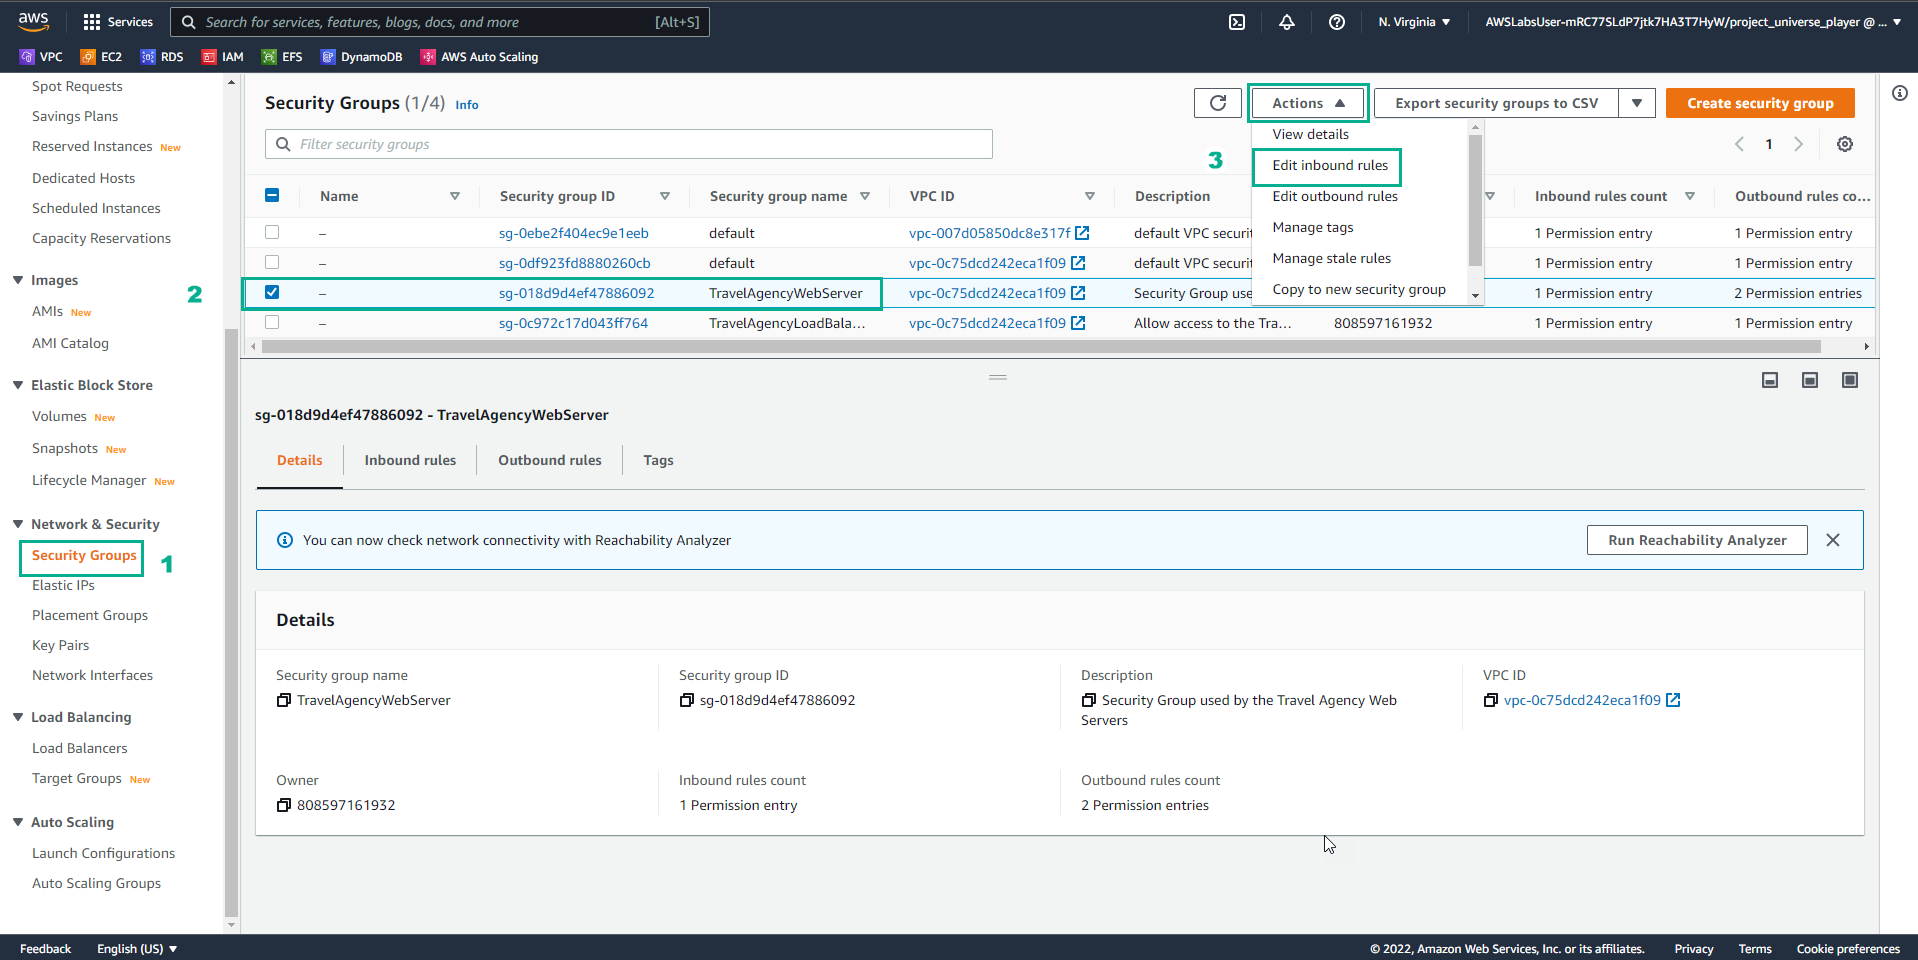 aws
Services
Search for services, features, blogs, docs, and more
[Alt+S]
N. Virginia
AWSLabsUser-mRC77SLdP7jtk7HA3T7HyW/project_universe_player @ ...
VPC
EC2
RDS
IAM
EFS
DynamoDB
AWS Auto Scaling
Spot Requests
Savings Plans
Reserved Instances New
Dedicated Hosts
Scheduled Instances
Capacity Reservations
Images
AMIs New
AMI Catalog
Elastic Block Store
Volumes New
Snapshots New
Lifecycle Manager New
Network & Security
Security Groups
Elastic IPs
Placement Groups
Key Pairs
Network Interfaces
Load Balancing
Load Balancers
Target Groups New
Auto Scaling
Launch Configurations
Auto Scaling Groups
1
2
3
Security Groups (1/4) Info
Actions
Export security groups to CSV
Create security group
Filter security groups
1
View details
Edit inbound rules
Edit outbound rules
Manage tags
Manage stale rules
Copy to new security group
Name Security group ID Security group name VPC ID Description Inbound rules count Outbound rules co...
– sg-0ebe2f404ec9e1eeb default vpc-007d05850dc8e317f default VPC securit 1 Permission entry 1 Permission entry
– sg-0df923fd8880260cb default vpc-0c75dcd242eca1f09 default VPC securit 1 Permission entry 1 Permission entry
– sg-018d9d4ef47886092 TravelAgencyWebServer vpc-0c75dcd242eca1f09 Security Group use 1 Permission entry 2 Permission entries
– sg-0c972c17d043ff764 TravelAgencyLoadBala... vpc-0c75dcd242eca1f09 Allow access to the Tra... 808597161932 1 Permission entry 1 Permission entry
sg-018d9d4ef47886092 - TravelAgencyWebServer
Details
Inbound rules
Outbound rules
Tags
You can now check network connectivity with Reachability Analyzer
Run Reachability Analyzer
Details
Security group name
TravelAgencyWebServer
Security group ID
sg-018d9d4ef47886092
Description
Security Group used by the Travel Agency Web
Servers
VPC ID
vpc-0c75dcd242eca1f09
Owner
808597161932
Inbound rules count
1 Permission entry
Outbound rules count
2 Permission entries
Feedback
English (US)
© 2022, Amazon Web Services, Inc. or its affiliates.
Privacy
Terms
Cookie preferences